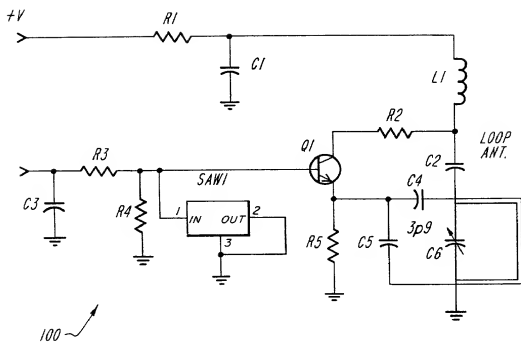 +V
R1
C1
L1
R2
LOOP
ANT.
Q1
C2
R3
SAW1
C4
3p9
C3
R4
1
IN
OUT
2
3
R5
C5
C6
100